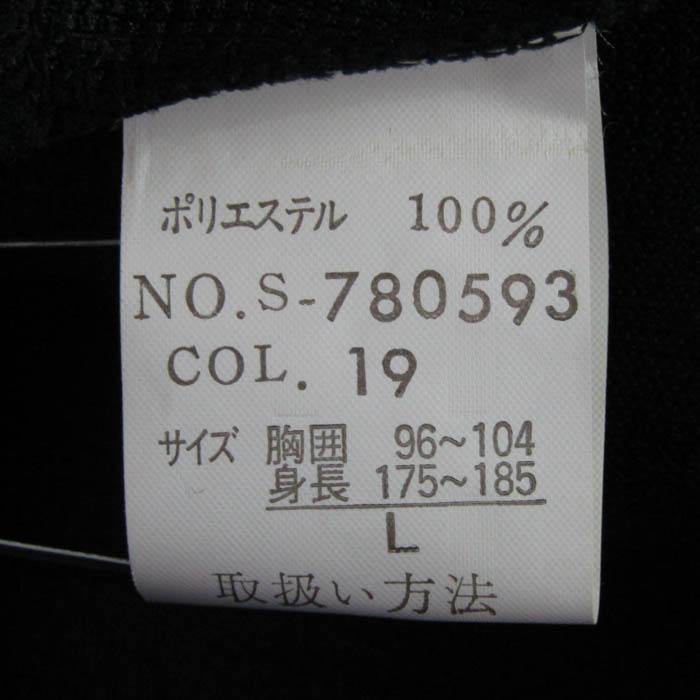 ポリエステル 100%
NO.S-780593
COL. 19
サイズ 胸囲 96~104
身長 175~185
L
取扱い方法